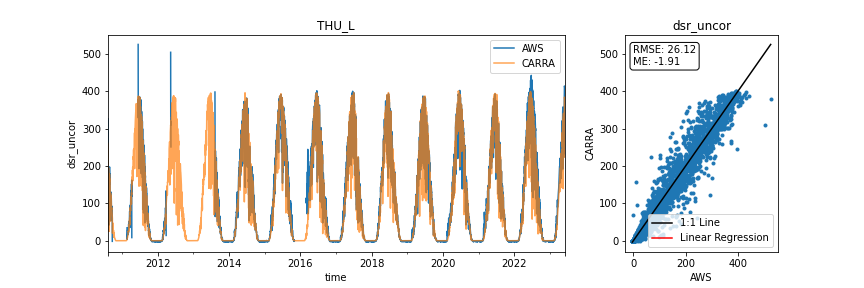 THU_L
dsr_uncor
500
400
300
200
100
0
dsr_uncor
AWS
CARRA
2012
2014
2016
2018
2020
2022
time
RMSE: 26.12
ME: -1.91
500
400
300
200
100
0
CARRA
1:1 Line
Linear Regression
0
200
400
AWS